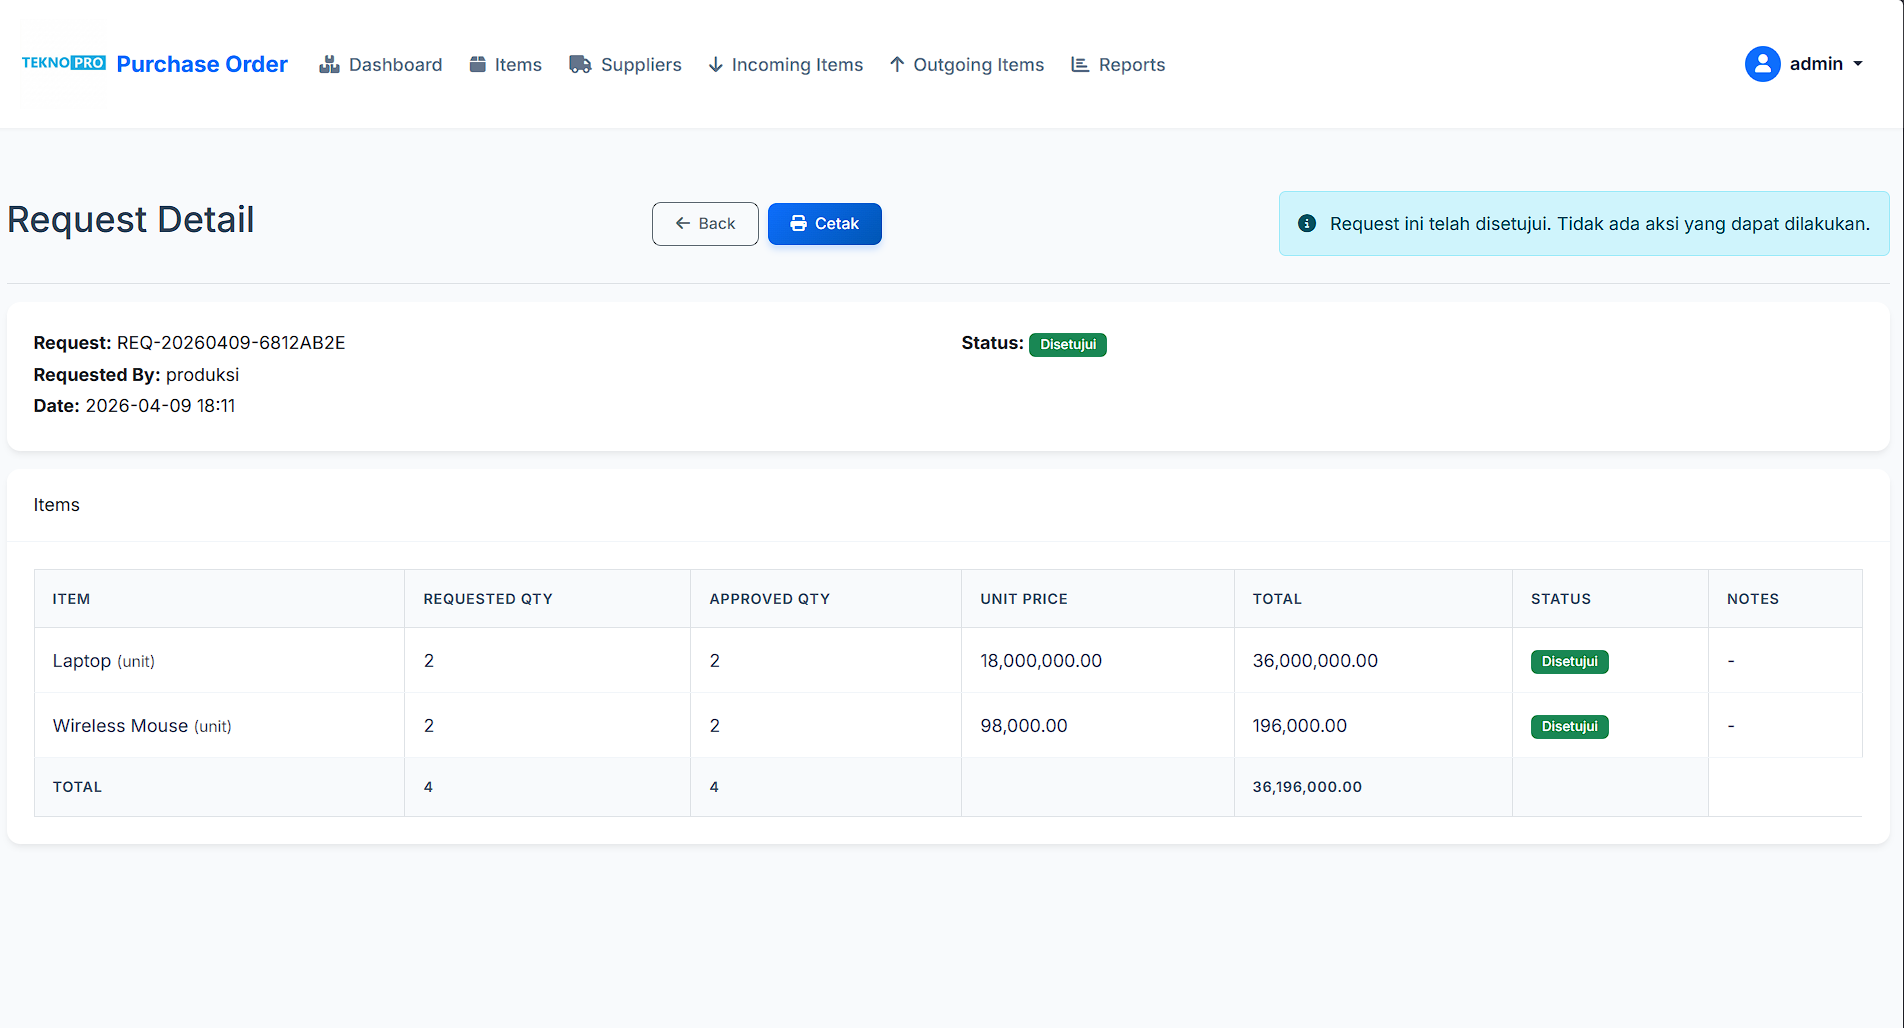 TEKNOPRO Purchase Order Dashboard Items Suppliers Incoming Items Outgoing Items Reports admin
Request Detail Back Cetak Request ini telah disetujui. Tidak ada aksi yang dapat dilakukan.
Request: REQ-20260409-6812AB2E Status: Disetujui
Requested By: produksi
Date: 2026-04-09 18:11
Items
ITEM REQUESTED QTY APPROVED QTY UNIT PRICE TOTAL STATUS NOTES
Laptop (unit) 2 2 18,000,000.00 36,000,000.00 Disetujui -
Wireless Mouse (unit) 2 2 98,000.00 196,000.00 Disetujui -
TOTAL 4 4 36,196,000.00